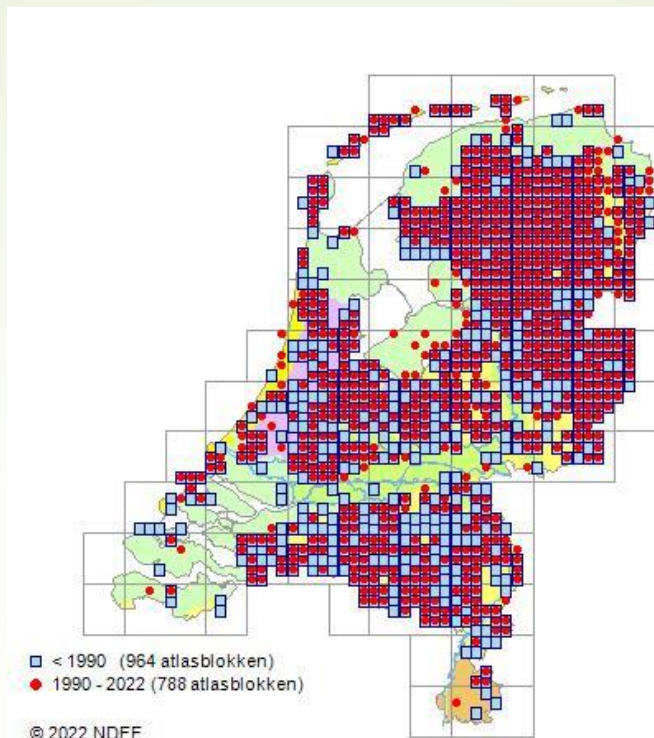 < 1990 (964 atlasblokken)
1990 - 2022 (788 atlasblokken)
© 2022 NDFF